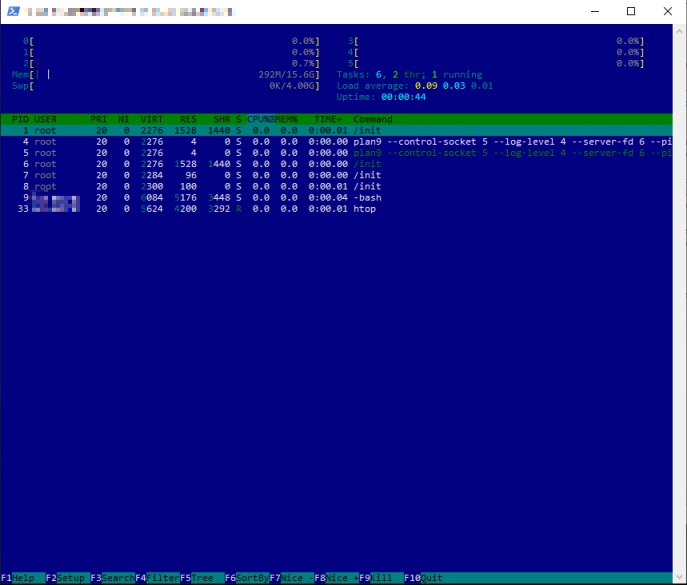 0[ 0.0%] 3[ 0.0%]
1[ 0.0%] 4[ 0.0%]
2[ 0.7%] 5[ 0.0%]
Mem[| | 292M/15.6G] Tasks: 6, 2 thr; 1 running
Swp[ 0K/4.00G] Load average: 0.09 0.03 0.01
Uptime: 00:00:44
PID USER PRI NI VIRT RES SHR S CPU% MEM% TIME+ Command
1 root 20 0 2276 1528 1440 S 0.0 0.0 0:00.01 /init
4 root 20 0 2276 4 0 S 0.0 0.0 0:00.00 plan9 --control-socket 5 --log-level 4 --server-fd 6 --pi
5 root 20 0 2276 4 0 S 0.0 0.0 0:00.00 plan9 --control-socket 5 --log-level 4 --server-fd 6 --pi
6 root 20 0 2276 1528 1440 S 0.0 0.0 0:00.00 /init
7 root 20 0 2284 96 0 S 0.0 0.0 0:00.00 /init
8 root 20 0 2300 100 0 S 0.0 0.0 0:00.01 /init
9 20 0 6084 5176 3448 S 0.0 0.0 0:00.04 -bash
33 20 0 5624 4200 3292 R 0.0 0.0 0:00.01 htop
F1Help F2Setup F3SearchF4FilterF5Tree F6SortByF7Nice -F8Nice +F9Kill F10Quit